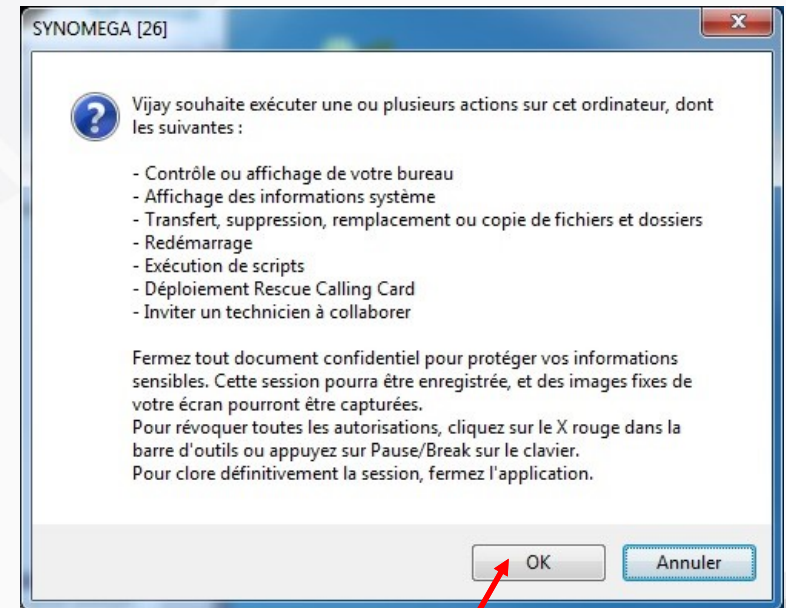 SYNOMEGA [26]
Vijay souhaite exécuter une ou plusieurs actions sur cet ordinateur, dont
les suivantes :
- Contrôle ou affichage de votre bureau
- Affichage des informations système
- Transfert, suppression, remplacement ou copie de fichiers et dossiers
- Redémarrage
- Exécution de scripts
- Déploiement Rescue Calling Card
- Inviter un technicien à collaborer
Fermez tout document confidentiel pour protéger vos informations
sensibles. Cette session pourra être enregistrée, et des images fixes de
votre écran pourront être capturées.
Pour révoquer toutes les autorisations, cliquez sur le X rouge dans la
barre d'outils ou appuyez sur Pause/Break sur le clavier.
Pour clore définitivement la session, fermez l'application.
OK Annuler